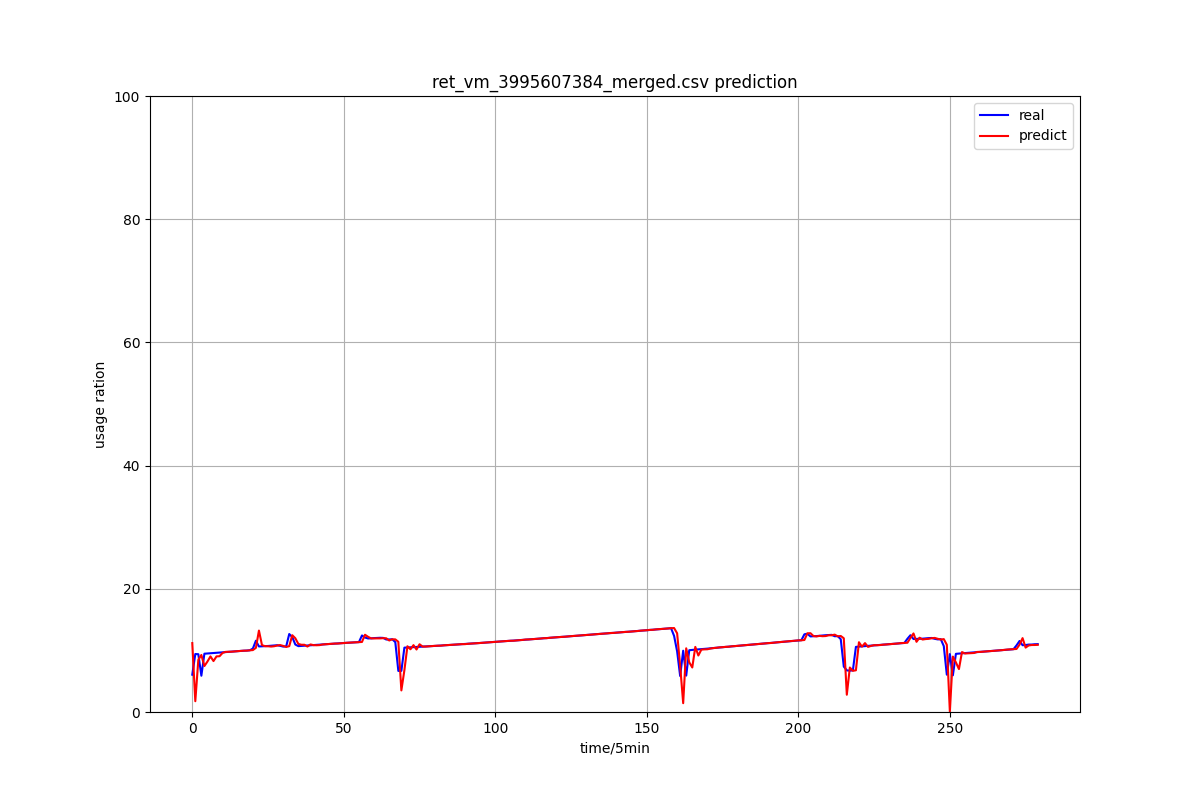 ret_vm_3995607384_merged.csv prediction
100
80
60
40
20
0
usage ration
real
predict
0 50 100 150 200 250
time/5min